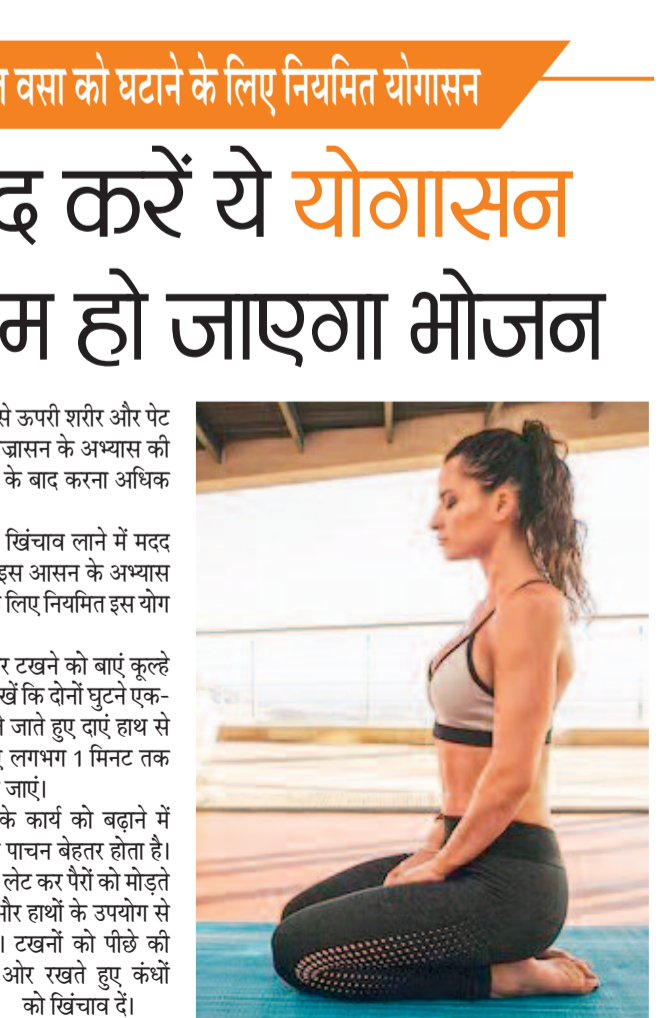 वसा को घटाने के लिए नियमित योगासन
करें ये योगासन
हो जाएगा भोजन
से ऊपरी शरीर और पेट
के अभ्यास की
के बाद करना अधिक
खिंचाव लाने में मदद
इस आसन के अभ्यास
लिए नियमित इस योग
टखने को बाएं कूल्हे
कि दोनों घुटने एक-
जाते हुए दाएं हाथ से
लगभग 1 मिनट तक
जाएं।
के कार्य को बढ़ाने में
पाचन बेहतर होता है।
लेट कर पैरों को मोड़ते
और हाथों के उपयोग से
। टखनों को पीछे की
ओर रखते हुए कंधों
को खिंचाव दें।